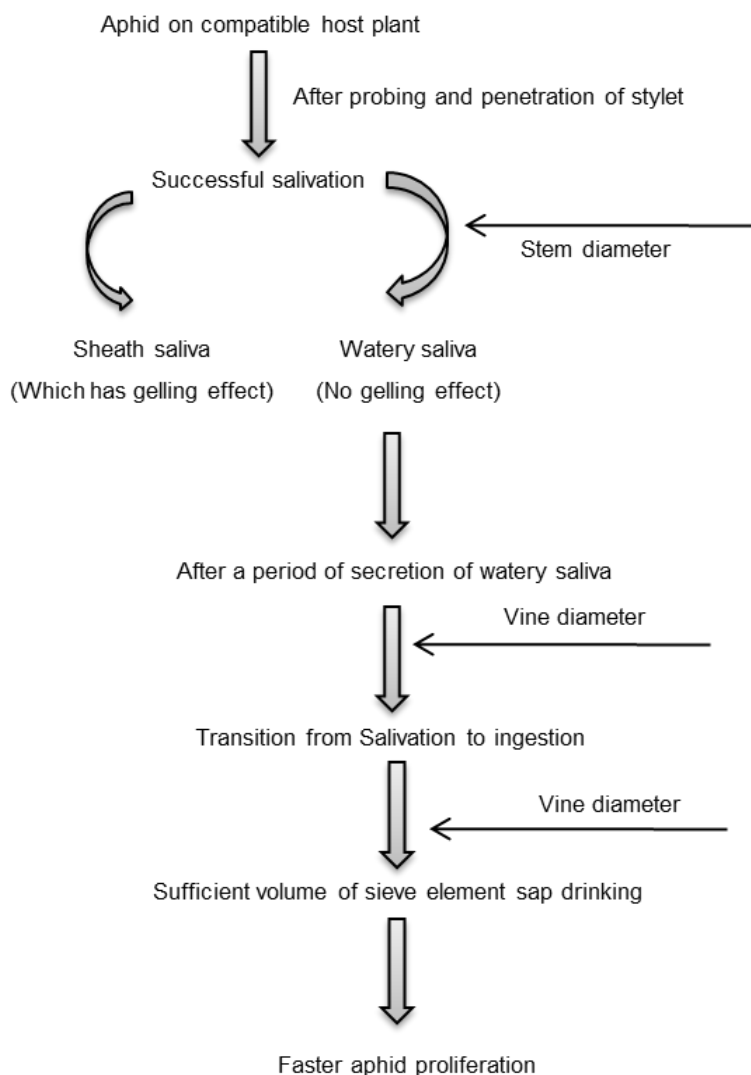 Aphid on compatible host plant
After probing and penetration of stylet
Successful salivation
Stem diameter
Sheath saliva
(Which has gelling effect)
Watery saliva
(No gelling effect)
After a period of secretion of watery saliva
Vine diameter
Transition from Salivation to ingestion
Vine diameter
Sufficient volume of sieve element sap drinking
Faster aphid proliferation